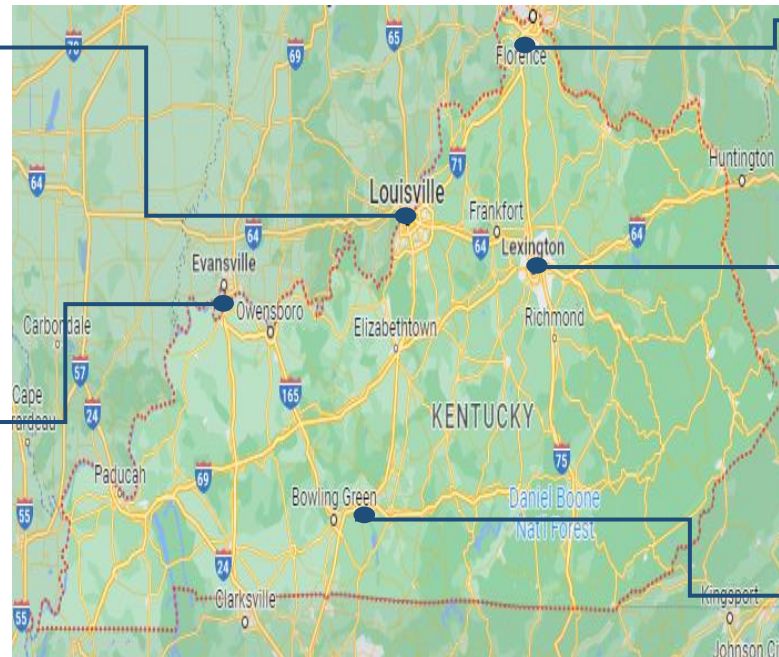 70
69
65
Florence
71
Huntington
64
Louisville
Frankfort
64
64
64
Lexington
Evansville
Owensboro
Carbondale
Elizabethtown
Richmond
57
Cape
24
165
KENTUCKY
75
Paducah
69
Bowling Green
Daniel Boone
Nat'l Forest
55
24
Clarksville
Kingsport
55